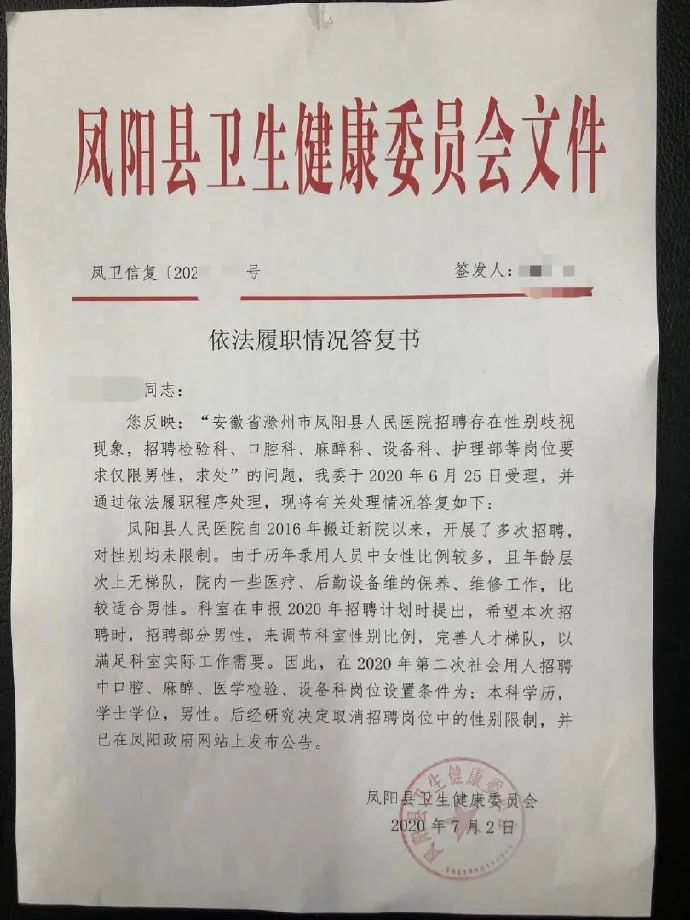 凤阳县卫生健康委员会文件
凤卫信复〔202 号
签发人：
依法履职情况答复书
同志：
您反映：“安徽省滁州市凤阳县人民医院招聘存在性别歧视
现象，招聘检验科、口腔科、麻醉科、设备科、护理部等岗位要
求仅限男性，求处”的问题，我委于2020年6月25日受理，并
通过依法履职程序处理，现将有关处理情况答复如下：
凤阳县人民医院自2016年搬迁新院以来，开展了多次招聘，
对性别均未限制。由于历年录用人员中女性比例较多，且年龄层
次上无梯队，院内一些医疗、后勤设备维的保养、维修工作，比
较适合男性。科室在申报2020年招聘计划时提出，希望本次招
聘时，招聘部分男性，来调节科室性别比例，完善人才梯队，以
满足科室实际工作需要。因此，在2020年第二次社会用人招聘
中口腔、麻醉、医学检验、设备科岗位设置条件为：本科学历，
学士学位，男性。后经研究决定取消招聘岗位中的性别限制，并
已在凤阳政府网站上发布公告。
凤阳县卫生健康委员会
2020年7月2日
凤阳县卫生健康委员会